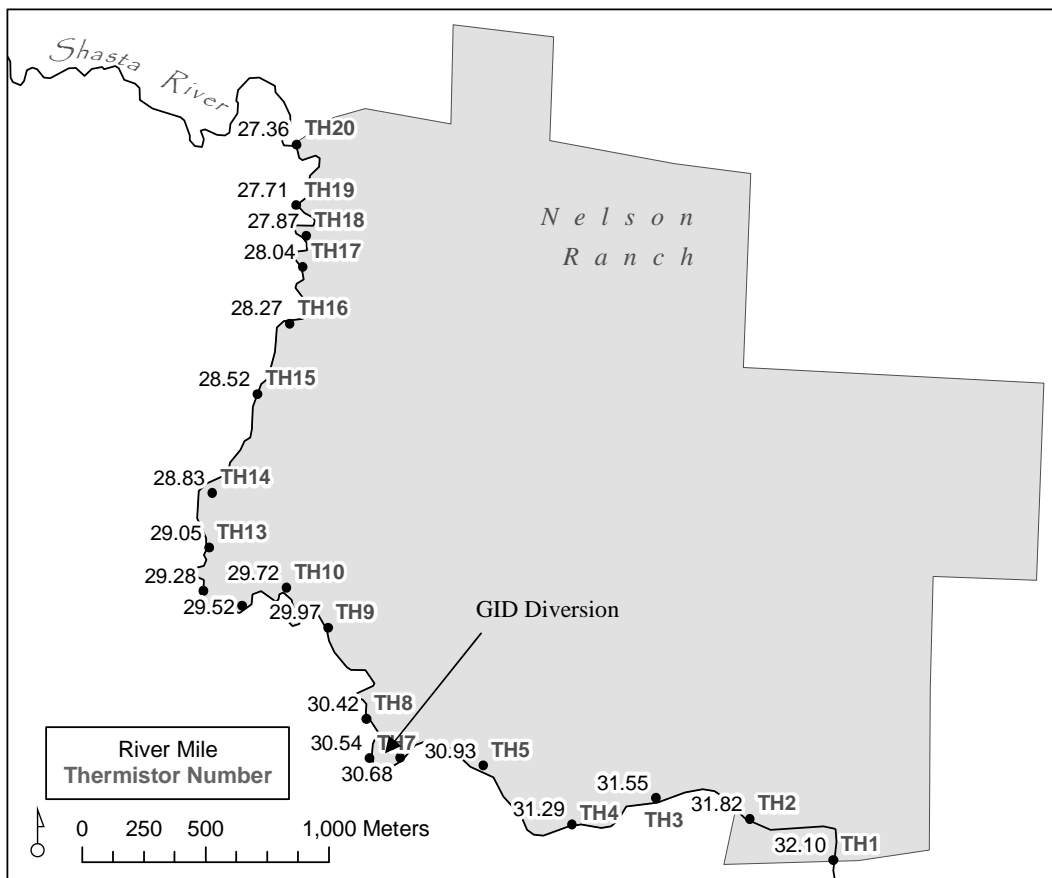 Shasta River
27.36 TH20
27.71 TH19
27.87 TH18
28.04 TH17
28.27 TH16
28.52 TH15
28.83 TH14
29.05 TH13
29.28
29.52
29.72 TH10
29.97 TH9
Nelson
Ranch
GID Diversion
30.42 TH8
30.54
TH7
30.68
30.93 TH5
31.29 TH4
31.55
TH3
31.82 TH2
32.10 TH1
River Mile
Thermistor Number
0 250 500 1,000 Meters